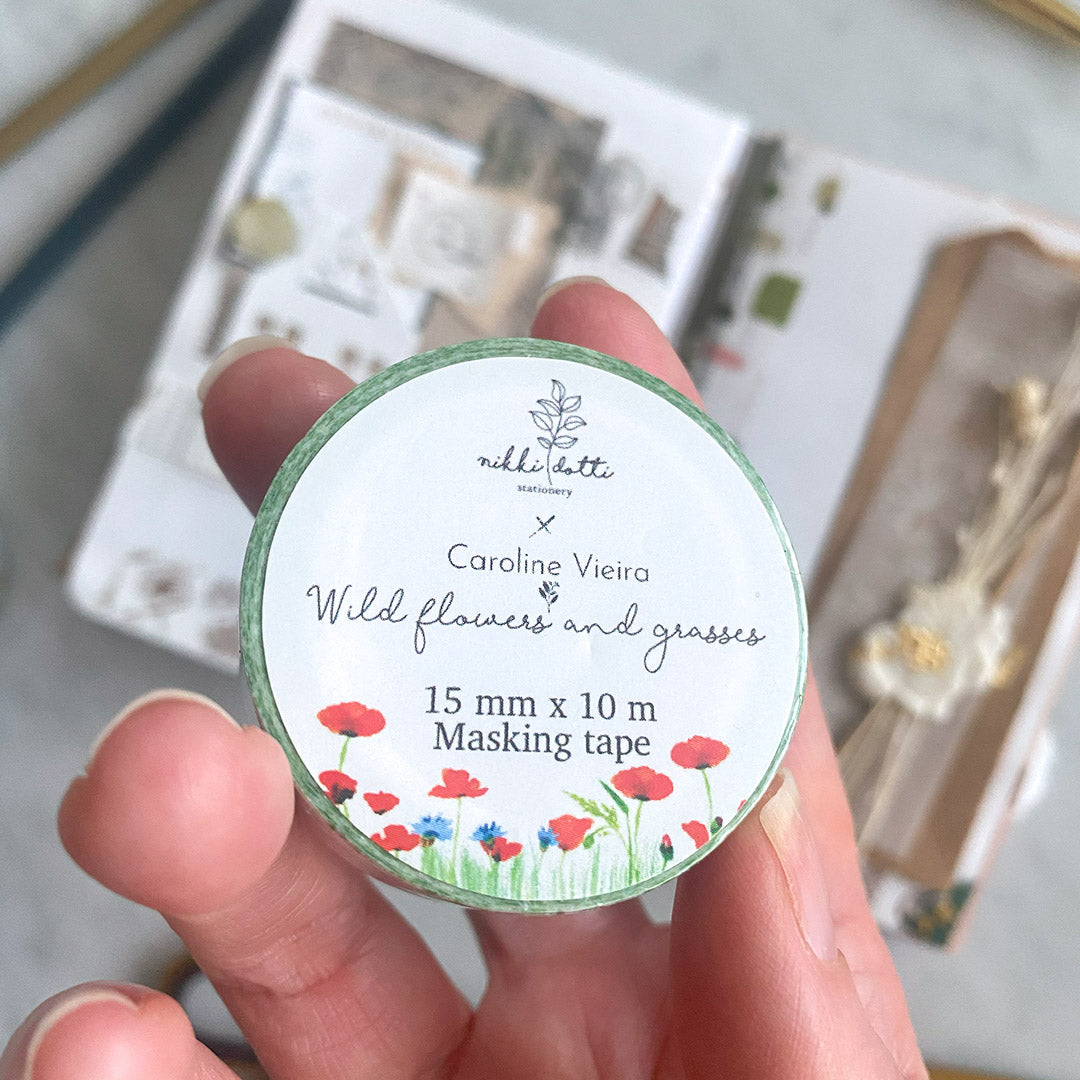 nikki dotti
stationery
x
Caroline Vieira
Wild flowers and grasses
15 mm x 10 m
Masking tape